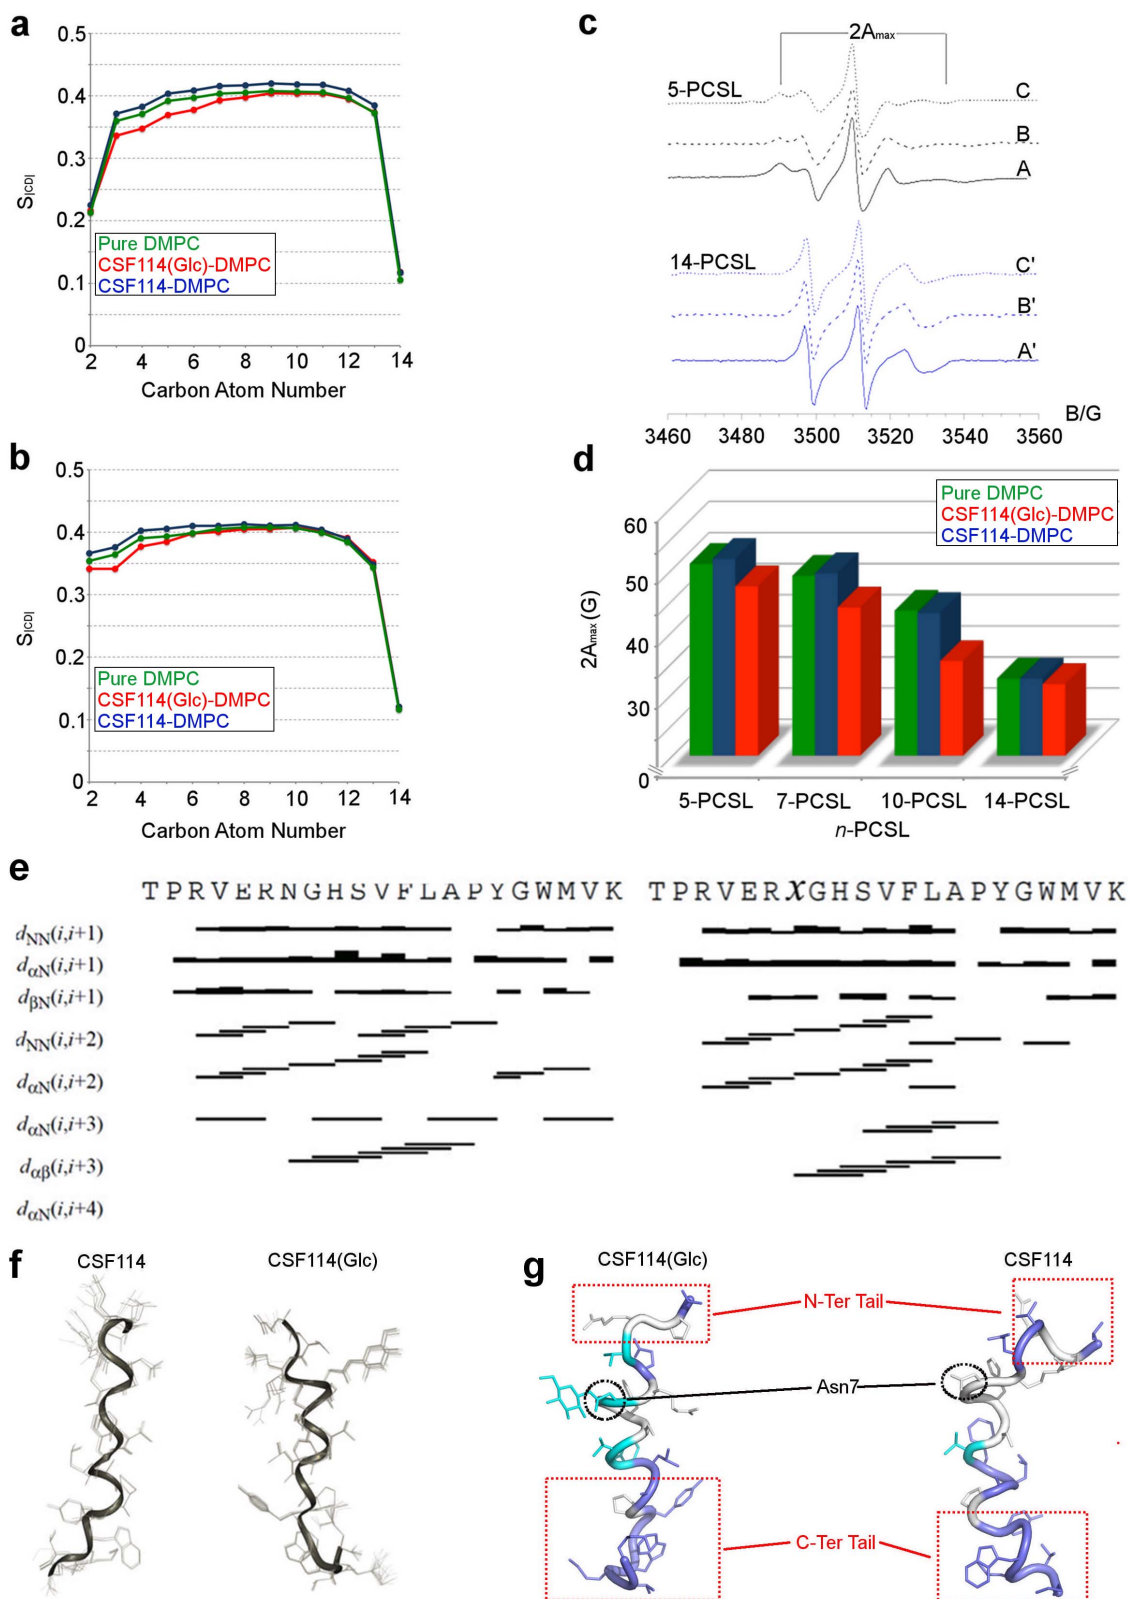 a
0.5
0.4
0.3
0.2
0.1
0
S|CD|
Pure DMPC
CSF114(Glc)-DMPC
CSF114-DMPC
2 4 6 8 10 12 14
Carbon Atom Number
b
0.5
0.4
0.3
0.2
0.1
0
S|CD|
Pure DMPC
CSF114(Glc)-DMPC
CSF114-DMPC
2 4 6 8 10 12 14
Carbon Atom Number
c
2Amax
5-PCSL
C
B
A
14-PCSL
C'
B'
A'
B/G
3460 3480 3500 3520 3540 3560
d
Pure DMPC
CSF114(Glc)-DMPC
CSF114-DMPC
60
50
40
30
0
2Amax (G)
5-PCSL 7-PCSL 10-PCSL 14-PCSL
n-PCSL
e
TPRVERNGHSVFLAPYGWMVK TPRVERXGHSVFLAPYGWMVK
dNN(i,i+1)
dαN(i,i+1)
dβN(i,i+1)
dNN(i,i+2)
dαN(i,i+2)
dαN(i,i+3)
dαβ(i,i+3)
dαN(i,i+4)
f
CSF114 CSF114(Glc)
g
CSF114(Glc) CSF114
N-Ter Tail
Asn7
C-Ter Tail